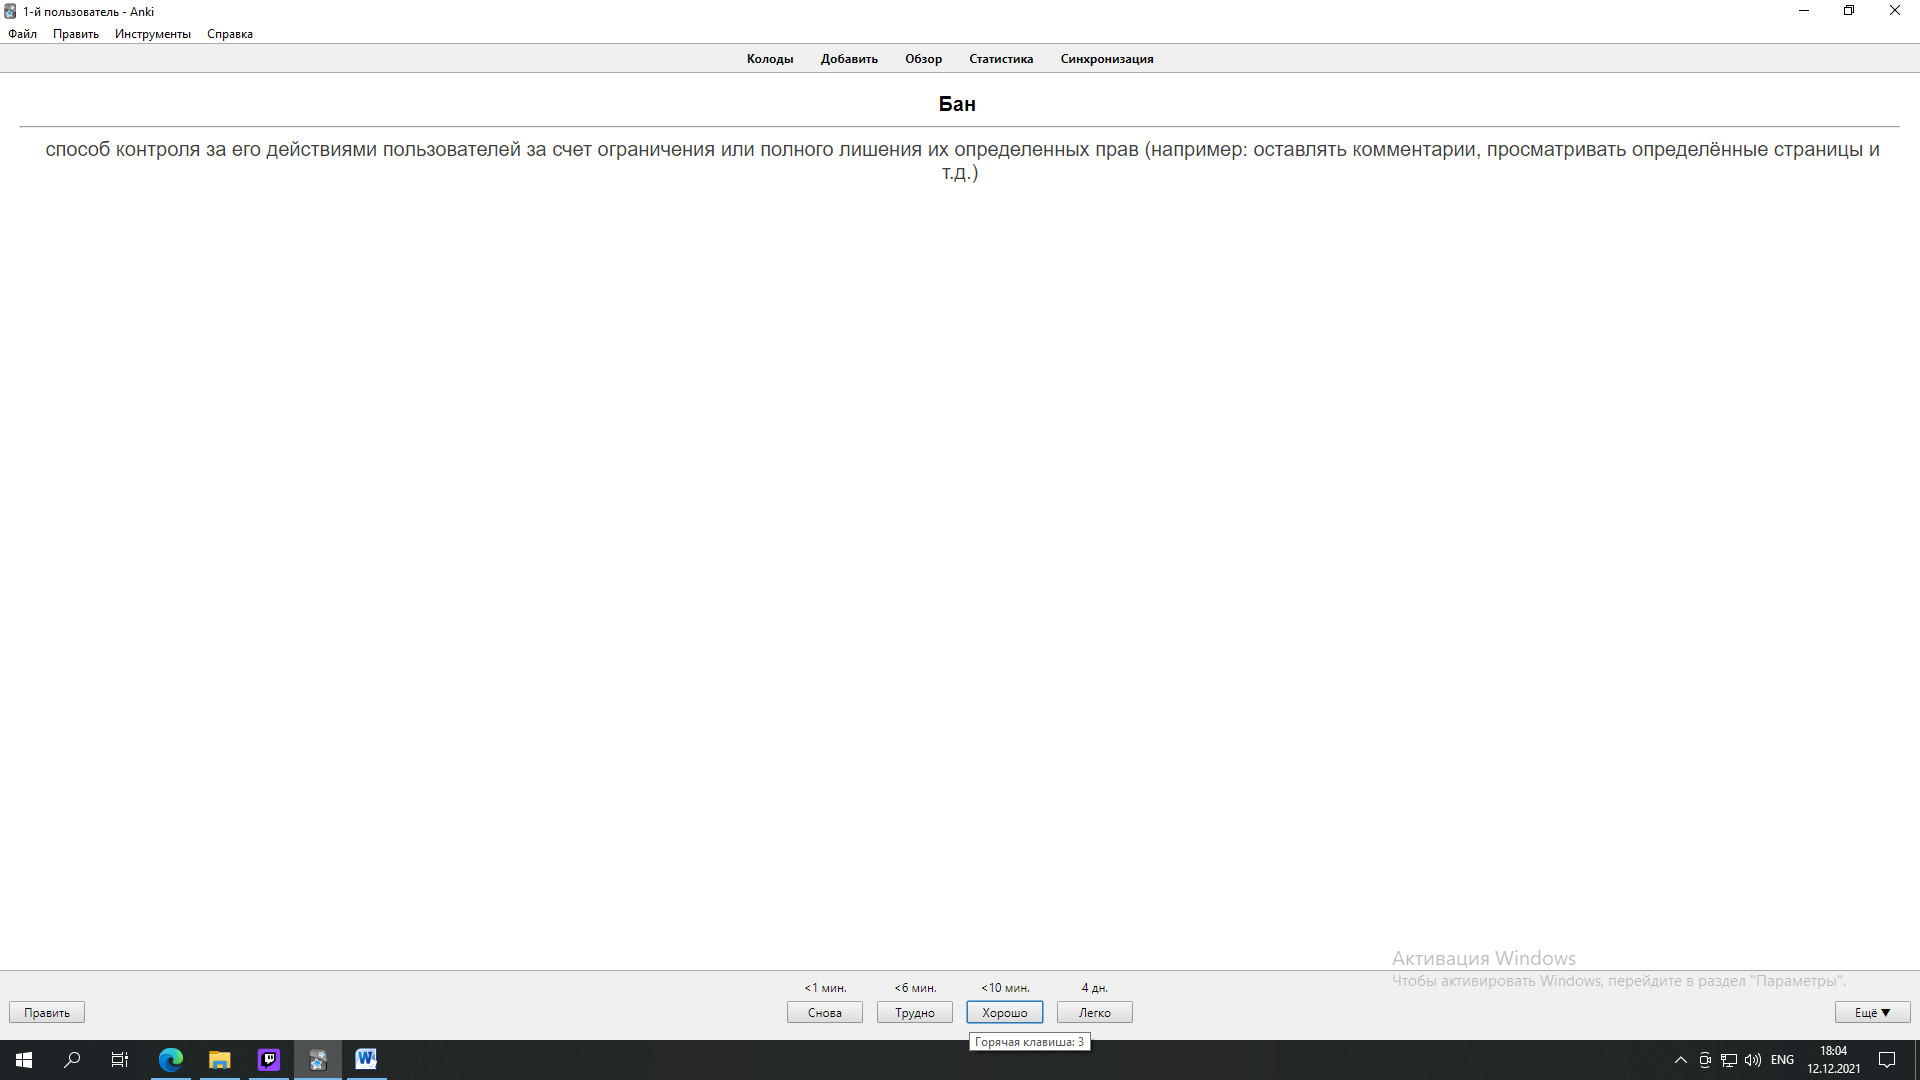 1-й пользователь - Anki
Файл Править Инструменты Справка
Колоды Добавить Обзор Статистика Синхронизация
Бан
способ контроля за его действиями пользователей за счет ограничения или полного лишения их определенных прав (например: оставлять комментарии, просматривать определённые страницы и
т.д.)
Активация Windows
Чтобы активировать Windows, перейдите в раздел "Параметры".
<1 мин. <6 мин. <10 мин. 4 дн.
Править Снова Трудно Хорошо Легко Ещё ▼
Горячая клавиша: 3
ENG 18:04
12.12.2021